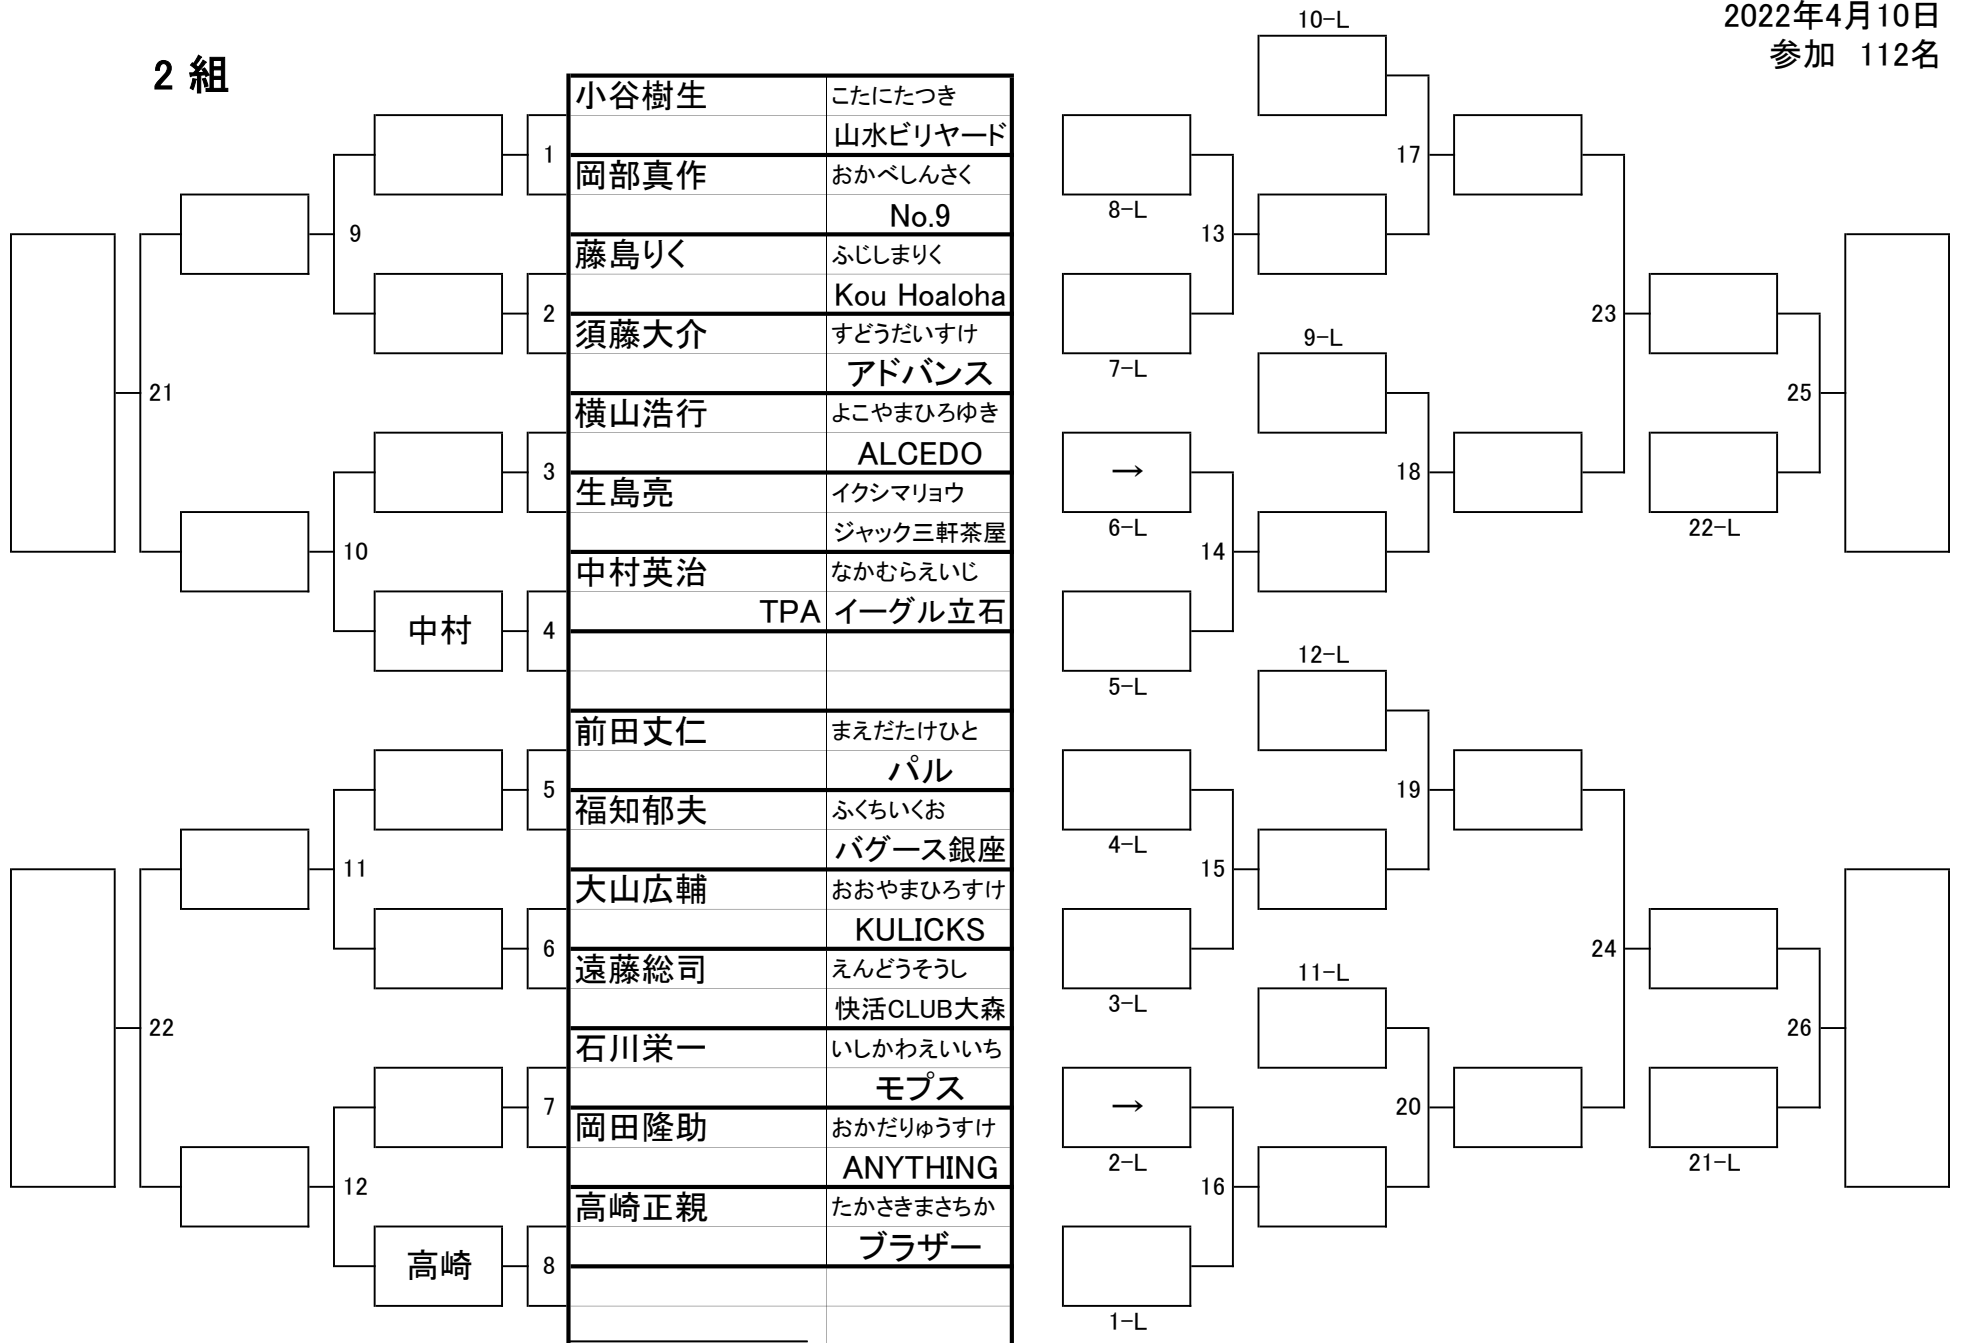 2022年4月10日
参加 112名
2 組
10-L
小谷樹生 こたにたつき
山水ビリヤード
1
17
岡部真作 おかべしんさく
8-L
No.9
9
13
藤島りく ふじしまりく
Kou Hoaloha
2
23
須藤大介 すどうだいすけ
9-L
7-L
アドバンス
21
25
横山浩行 よこやまひろゆき
ALCEDO
3
→
18
生島亮 イクシマリョウ
6-L
22-L
ジャック三軒茶屋
10
14
中村英治 なかむらえいじ
TPA イーグル立石
中村 4
12-L
5-L
前田丈仁 まえだたけひと
パル
5
19
福知郁夫 ふくちいくお
4-L
バグース銀座
11
15
大山広輔 おおやまひろすけ
KULICKS
6
24
遠藤総司 えんどうそうし
11-L
3-L
快活CLUB大森
22
26
石川栄一 いしかわえいいち
モプス
7
→
20
岡田隆助 おかだりゅうすけ
2-L
21-L
ANYTHING
12
16
高崎正親 たかさきまさちか
ブラザー
高崎 8
1-L